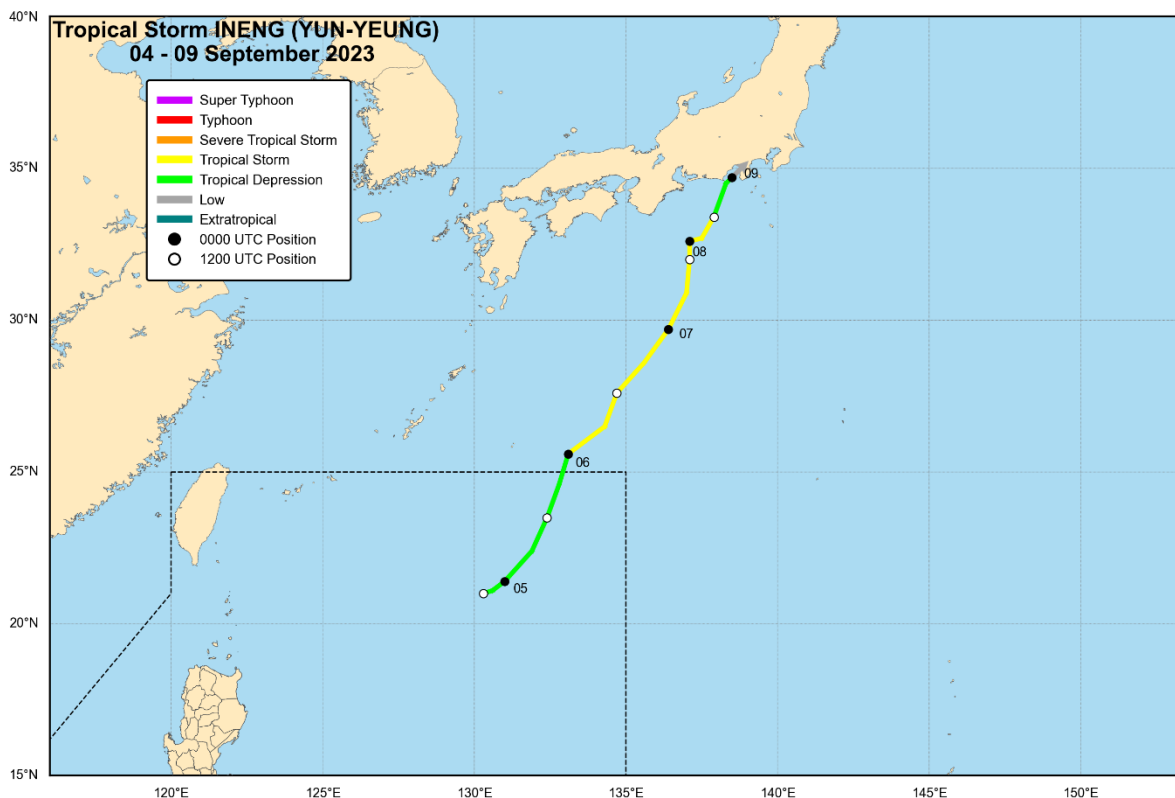 Tropical Storm INENG (YUN-YEUNG)
04 - 09 September 2023
Super Typhoon
Typhoon
Severe Tropical Storm
Tropical Storm
Tropical Depression
Low
Extratropical
0000 UTC Position
1200 UTC Position
40°N
35°N
30°N
25°N
20°N
15°N
09
08
07
06
05
120°E
125°E
130°E
135°E
140°E
145°E
150°E